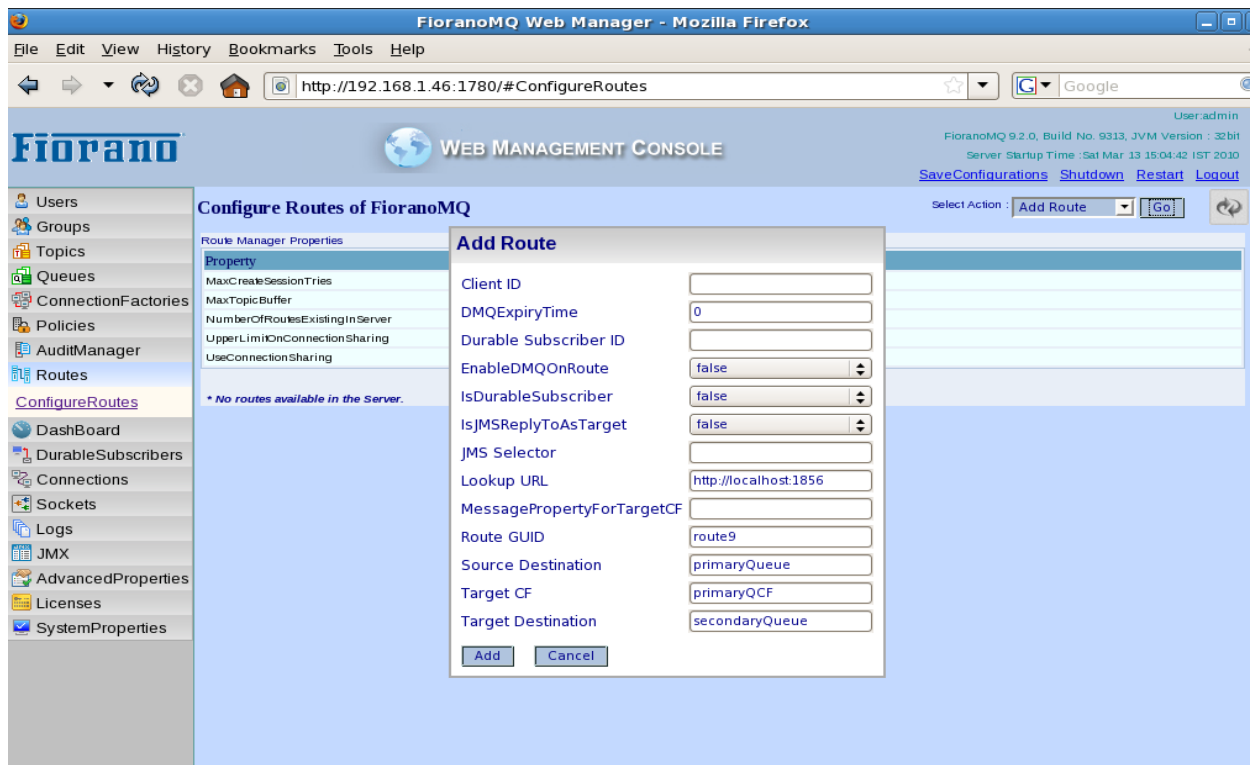 FioranoMQ Web Manager - Mozilla Firefox
File Edit View History Bookmarks Tools Help
http://192.168.1.46:1780/#ConfigureRoutes
G Google
User:admin
FioranoMQ 9.2.0, Build No. 9313, JVM Version : 32bit
Fiorano WEB MANAGEMENT CONSOLE
Server Startup Time :Sat Mar 13 15:04:42 IST 2010
SaveConfigurations Shutdown Restart Logout
Users
Groups
Topics
Queues
ConnectionFactories
Policies
AuditManager
Routes
ConfigureRoutes
DashBoard
DurableSubscribers
Connections
Sockets
Logs
JMX
AdvancedProperties
Licenses
SystemProperties
Configure Routes of FioranoMQ
Select Action : Add Route Go
Route Manager Properties
Property
MaxCreateSessionTries
MaxTopicBuffer
NumberOfRoutesExistingInServer
UpperLimitOnConnectionSharing
UseConnectionSharing
* No routes available in the Server.
Add Route
Client ID
DMQExpiryTime 0
Durable Subscriber ID
EnableDMQOnRoute false
IsDurableSubscriber false
IsJMSReplyToAsTarget false
JMS Selector
Lookup URL http://localhost:1856
MessagePropertyForTargetCF
Route GUID route9
Source Destination primaryQueue
Target CF primaryQCF
Target Destination secondaryQueue
Add Cancel